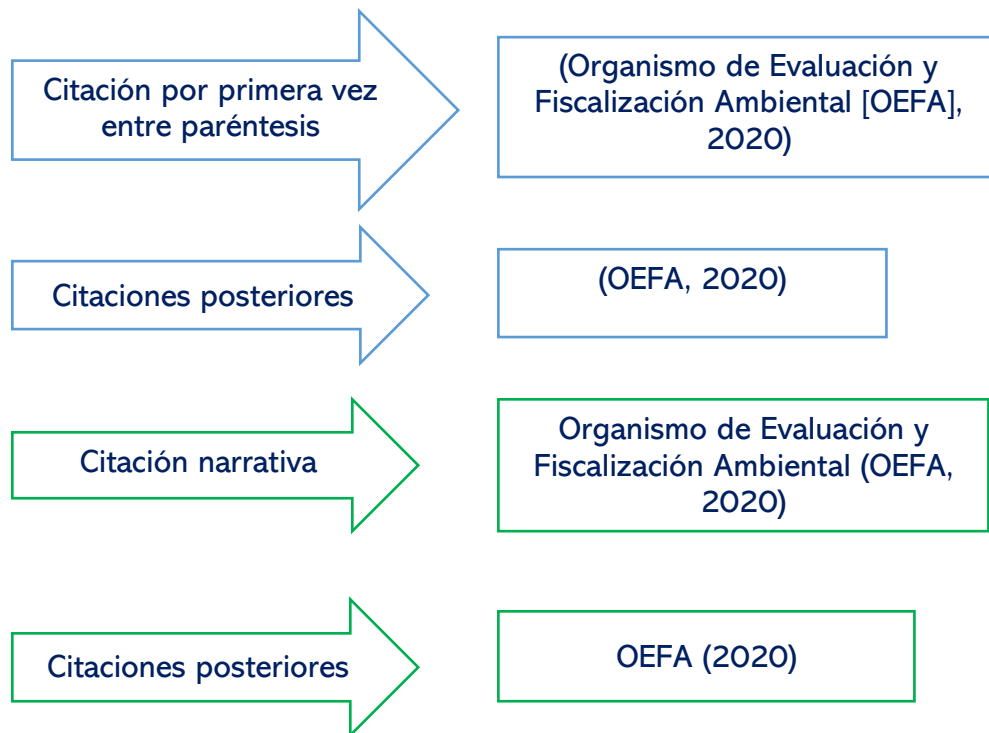 Citación por primera vez
entre paréntesis
(Organismo de Evaluación y
Fiscalización Ambiental [OEFA],
2020)
Citaciones posteriores
(OEFA, 2020)
Citación narrativa
Organismo de Evaluación y
Fiscalización Ambiental (OEFA,
2020)
Citaciones posteriores
OEFA (2020)